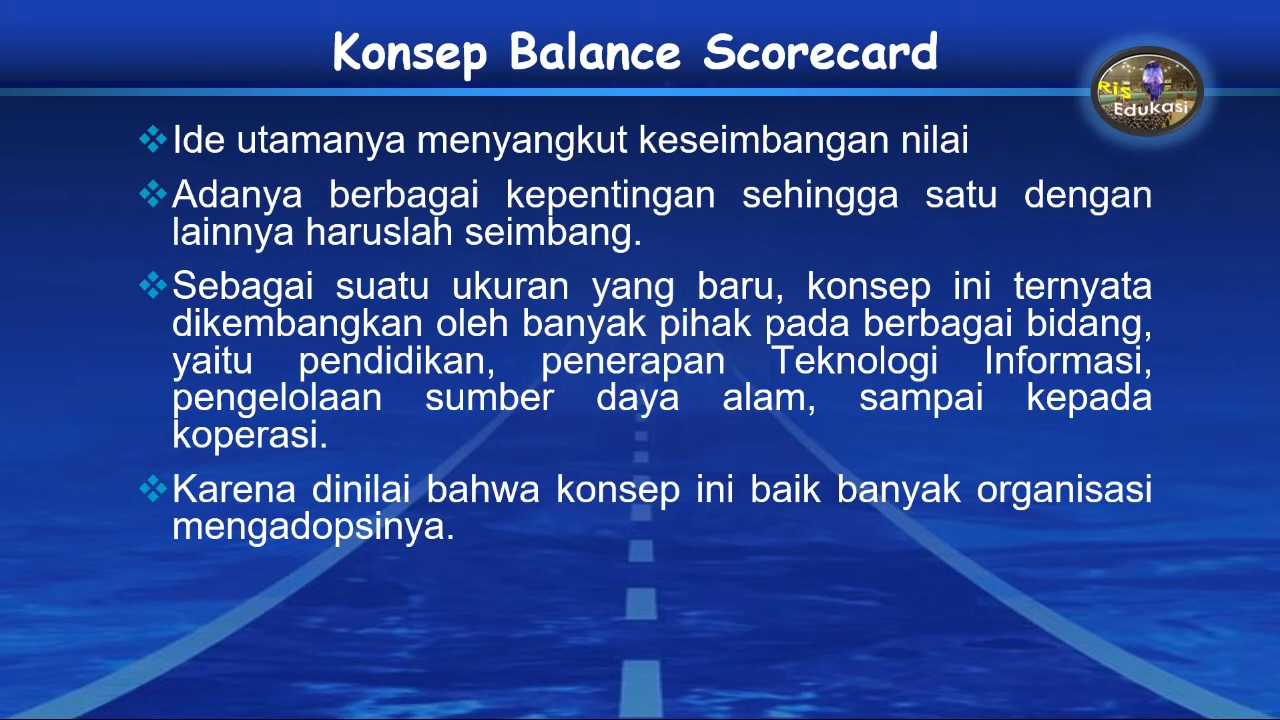 Konsep Balance Scorecard
Ris
Edukasi
Ide utamanya menyangkut keseimbangan nilai
Adanya berbagai kepentingan sehingga satu dengan
lainnya haruslah seimbang.
Sebagai suatu ukuran yang baru, konsep ini ternyata
dikembangkan oleh banyak pihak pada berbagai bidang,
yaitu pendidikan, penerapan Teknologi Informasi,
pengelolaan sumber daya alam, sampai kepada
koperasi.
Karena dinilai bahwa konsep ini baik banyak organisasi
mengadopsinya.